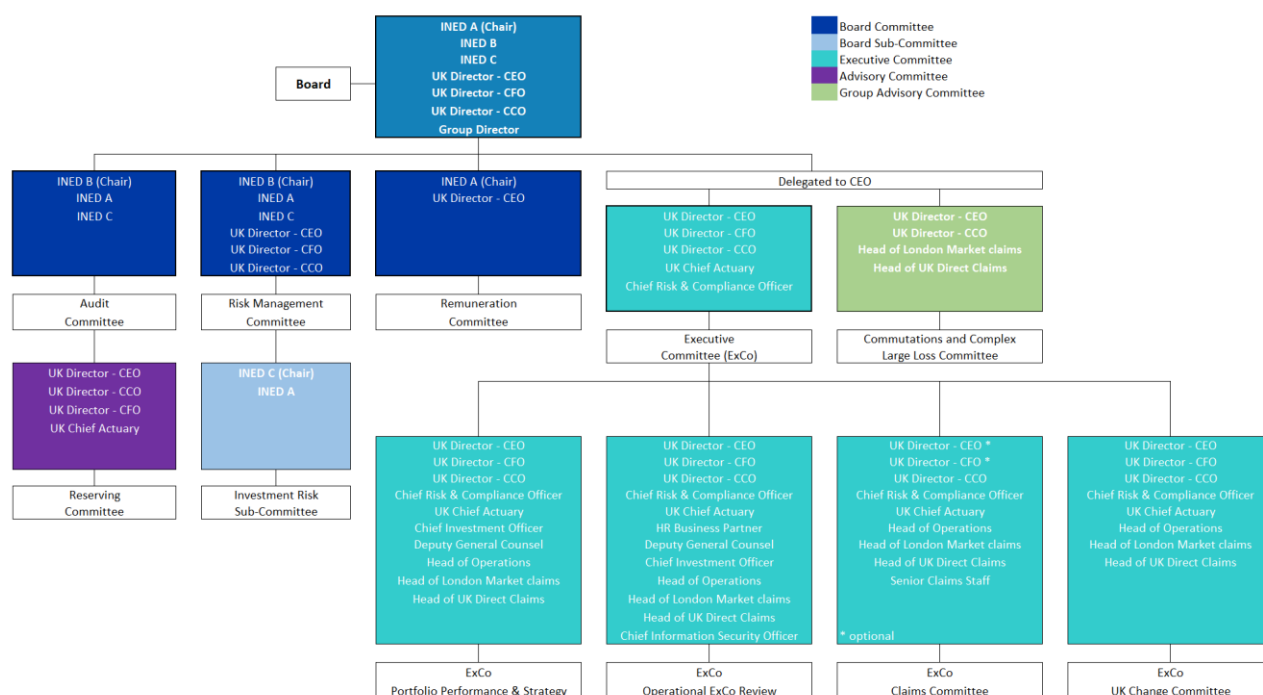 INED A (Chair)
INED B
INED C
UK Director - CEO
UK Director - CFO
UK Director - CCO
Group Director
Board
Board Committee
Board Sub-Committee
Executive Committee
Advisory Committee
Group Advisory Committee
INED B (Chair)
INED A
INED C
Audit
Committee
INED B (Chair)
INED A
INED C
UK Director - CEO
UK Director - CFO
UK Director - CCO
Risk Management
Committee
INED A (Chair)
UK Director - CEO
Remuneration
Committee
Delegated to CEO
UK Director - CEO
UK Director - CFO
UK Director - CCO
UK Chief Actuary
Chief Risk & Compliance Officer
Executive
Committee (ExCo)
UK Director - CEO
UK Director - CCO
Head of London Market claims
Head of UK Direct Claims
Commutations and Complex
Large Loss Committee
UK Director - CEO
UK Director - CCO
UK Director - CFO
UK Chief Actuary
Reserving
Committee
INED C (Chair)
INED A
Investment Risk
Sub-Committee
UK Director - CEO
UK Director - CFO
UK Director - CCO
Chief Risk & Compliance Officer
UK Chief Actuary
Chief Investment Officer
Deputy General Counsel
Head of Operations
Head of London Market claims
Head of UK Direct Claims
ExCo
Portfolio Performance & Strategy
UK Director - CEO
UK Director - CFO
UK Director - CCO
Chief Risk & Compliance Officer
UK Chief Actuary
HR Business Partner
Deputy General Counsel
Chief Investment Officer
Head of Operations
Head of London Market claims
Head of UK Direct Claims
Chief Information Security Officer
ExCo
Operational ExCo Review
UK Director - CEO *
UK Director - CFO *
UK Director - CCO
Chief Risk & Compliance Officer
UK Chief Actuary
Head of Operations
Head of London Market claims
Head of UK Direct Claims
Senior Claims Staff
* optional
ExCo
Claims Committee
UK Director - CEO
UK Director - CFO
UK Director - CCO
Chief Risk & Compliance Officer
UK Chief Actuary
Head of Operations
Head of London Market claims
Head of UK Direct Claims
ExCo
UK Change Committee